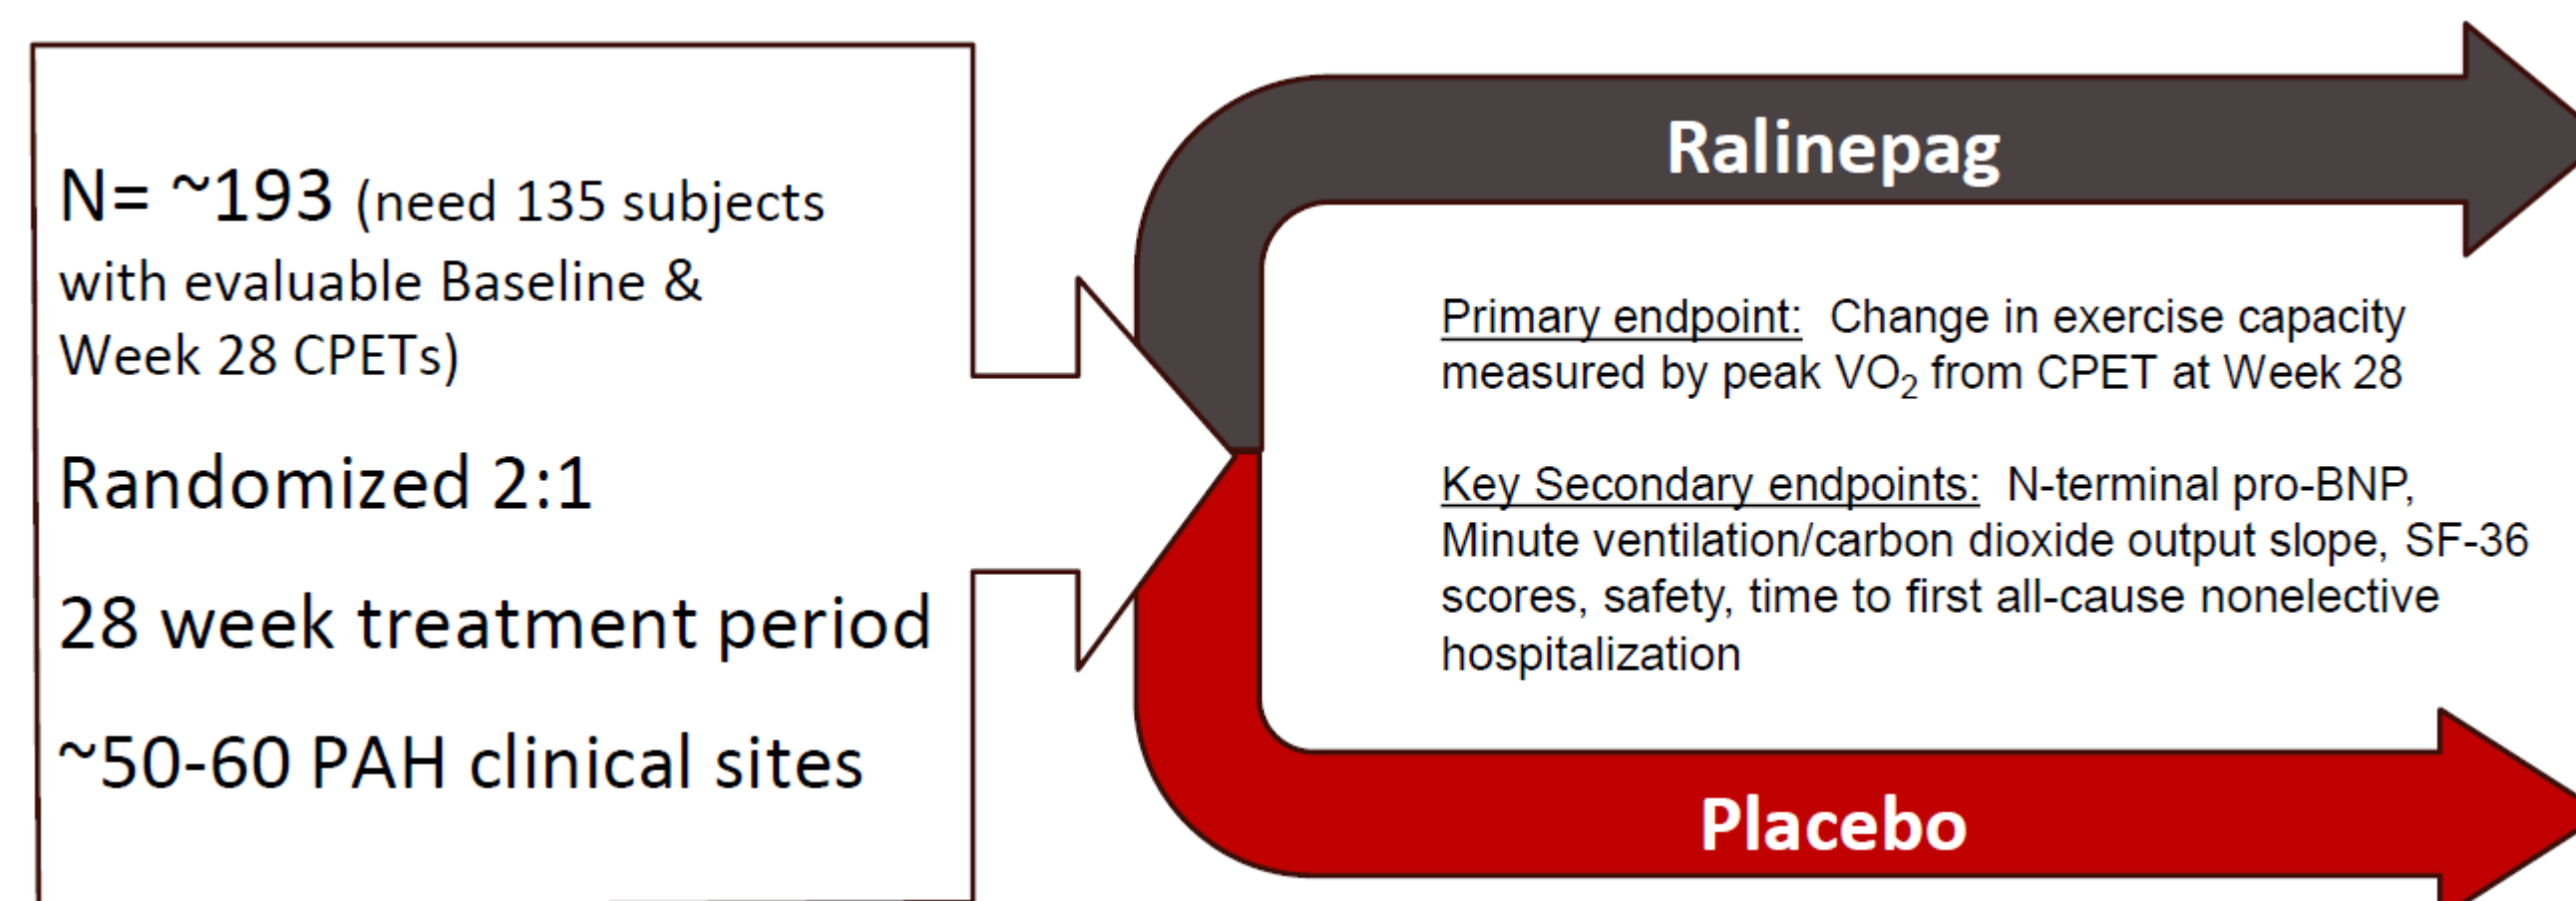 N= ~193 (need 135 subjects
with evaluable Baseline &
Week 28 CPETs)
Randomized 2:1
28 week treatment period
~50-60 PAH clinical sites
Ralinepag
Primary endpoint: Change in exercise capacity
measured by peak VO₂ from CPET at Week 28
Key Secondary endpoints: N-terminal pro-BNP,
Minute ventilation/carbon dioxide output slope, SF-36
scores, safety, time to first all-cause nonelective
hospitalization
Placebo